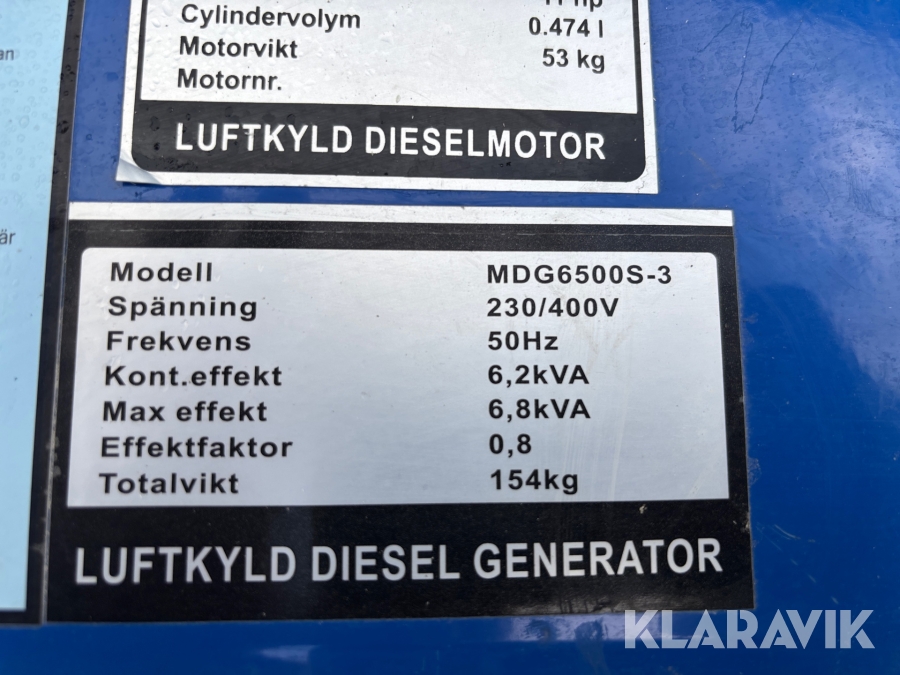 Cylindervolym 0.474 l
Motorvikt 53 kg
Motornr.
LUFTKYLD DIESELMOTOR
är
Modell MDG6500S-3
Spänning 230/400V
Frekvens 50Hz
Kont.effekt 6,2kVA
Max effekt 6,8kVA
Effektfaktor 0,8
Totalvikt 154kg
LUFTKYLD DIESEL GENERATOR
KLARAVIK